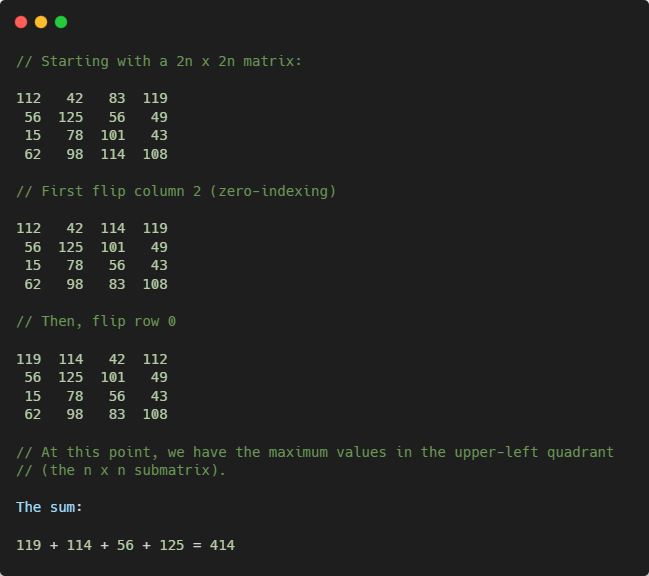 // Starting with a 2n x 2n matrix:
112   42   83  119
 56  125   56   49
 15   78  101   43
 62   98  114  108
// First flip column 2 (zero-indexing)
112   42  114  119
 56  125  101   49
 15   78   56   43
 62   98   83  108
// Then, flip row 0
119  114   42  112
 56  125  101   49
 15   78   56   43
 62   98   83  108
// At this point, we have the maximum values in the upper-left quadrant
// (the n x n submatrix).
The sum:
119 + 114 + 56 + 125 = 414